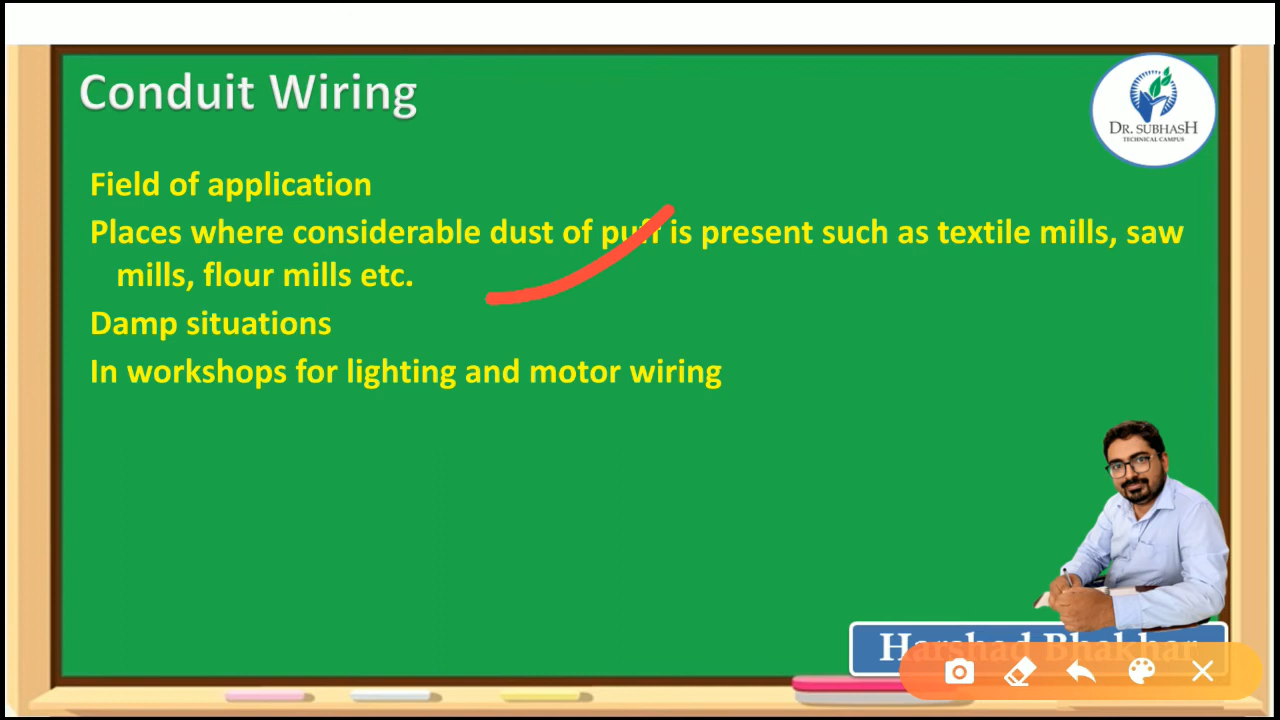 Conduit Wiring
DR. SUBHASH
TECHNICAL CAMPUS
Field of application
Places where considerable dust of puff is present such as textile mills, saw
mills, flour mills etc.
Damp situations
In workshops for lighting and motor wiring
Harshad Bhakhar